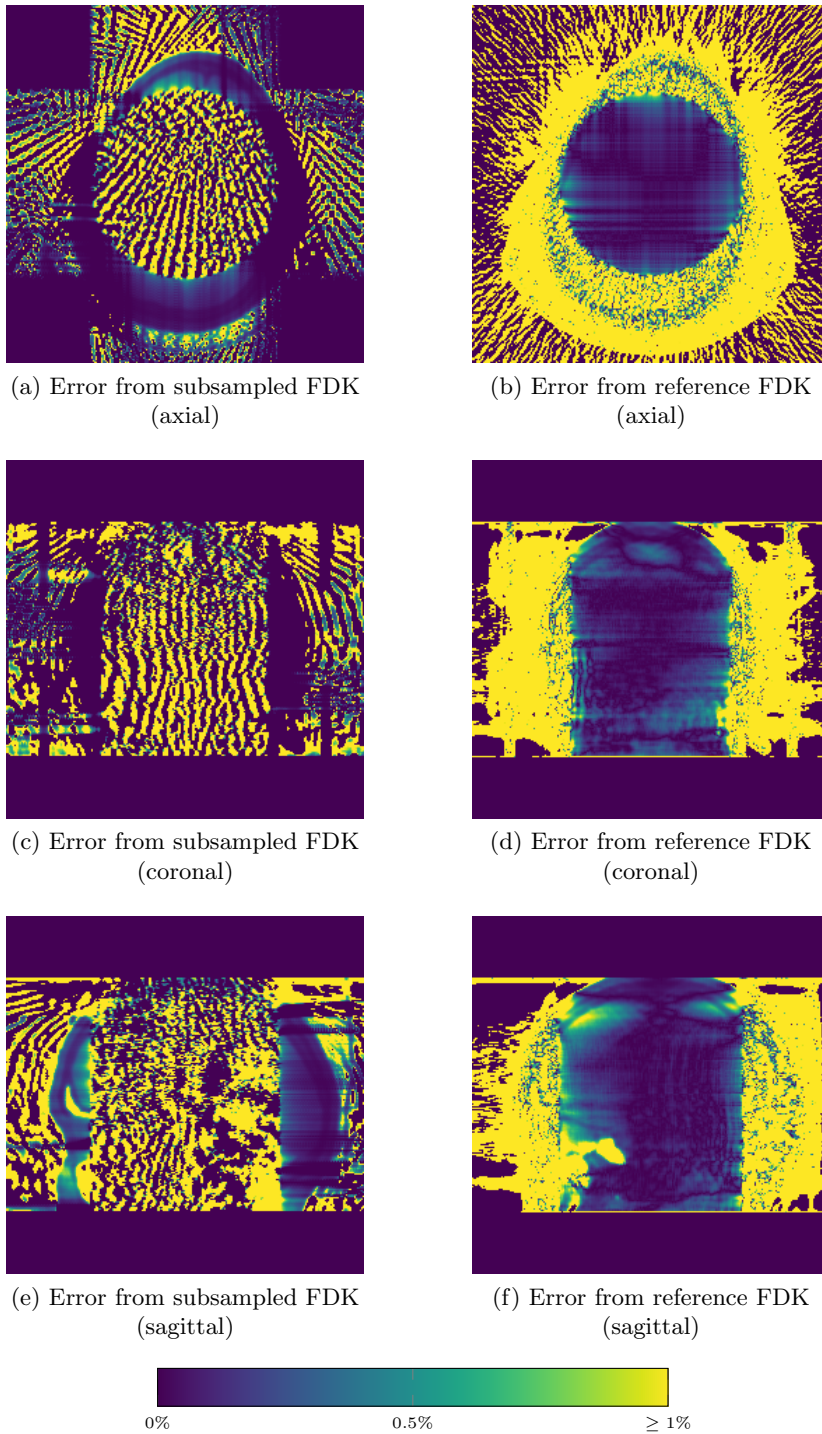 (a) Error from subsampled FDK
(axial)
(b) Error from reference FDK
(axial)
(c) Error from subsampled FDK
(coronal)
(d) Error from reference FDK
(coronal)
(e) Error from subsampled FDK
(sagittal)
(f) Error from reference FDK
(sagittal)
0% 0.5% ≥ 1%